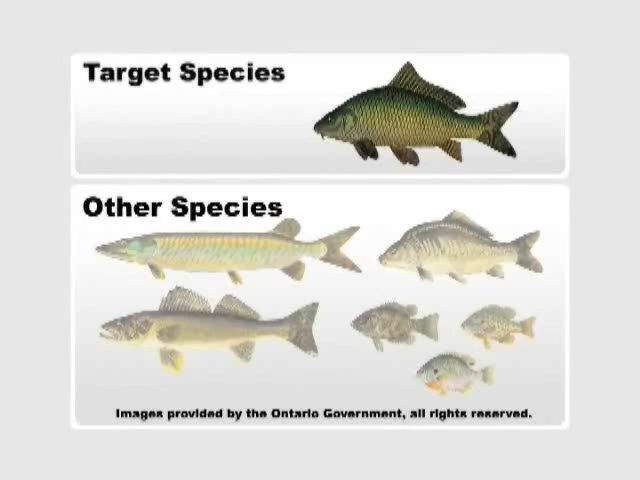 Target Species
Other Species
Images provided by the Ontario Government, all rights reserved.